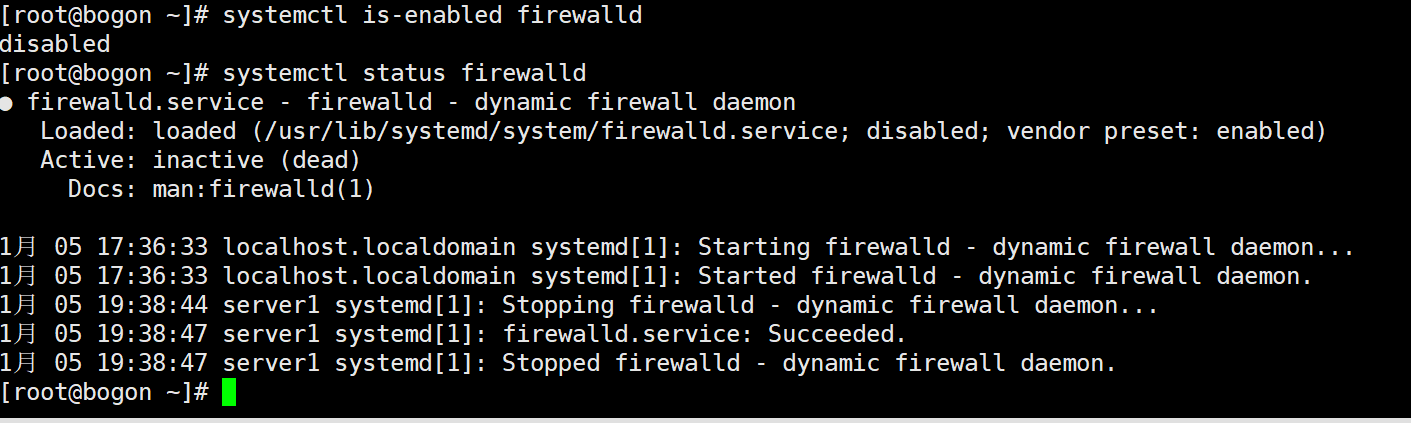 [root@bogon ~]# systemctl is-enabled firewalld
disabled
[root@bogon ~]# systemctl status firewalld
● firewalld.service - firewalld - dynamic firewall daemon
   Loaded: loaded (/usr/lib/systemd/system/firewalld.service; disabled; vendor preset: enabled)
   Active: inactive (dead)
     Docs: man:firewalld(1)

1月 05 17:36:33 localhost.localdomain systemd[1]: Starting firewalld - dynamic firewall daemon...
1月 05 17:36:33 localhost.localdomain systemd[1]: Started firewalld - dynamic firewall daemon.
1月 05 19:38:44 server1 systemd[1]: Stopping firewalld - dynamic firewall daemon...
1月 05 19:38:47 server1 systemd[1]: firewalld.service: Succeeded.
1月 05 19:38:47 server1 systemd[1]: Stopped firewalld - dynamic firewall daemon.
[root@bogon ~]#